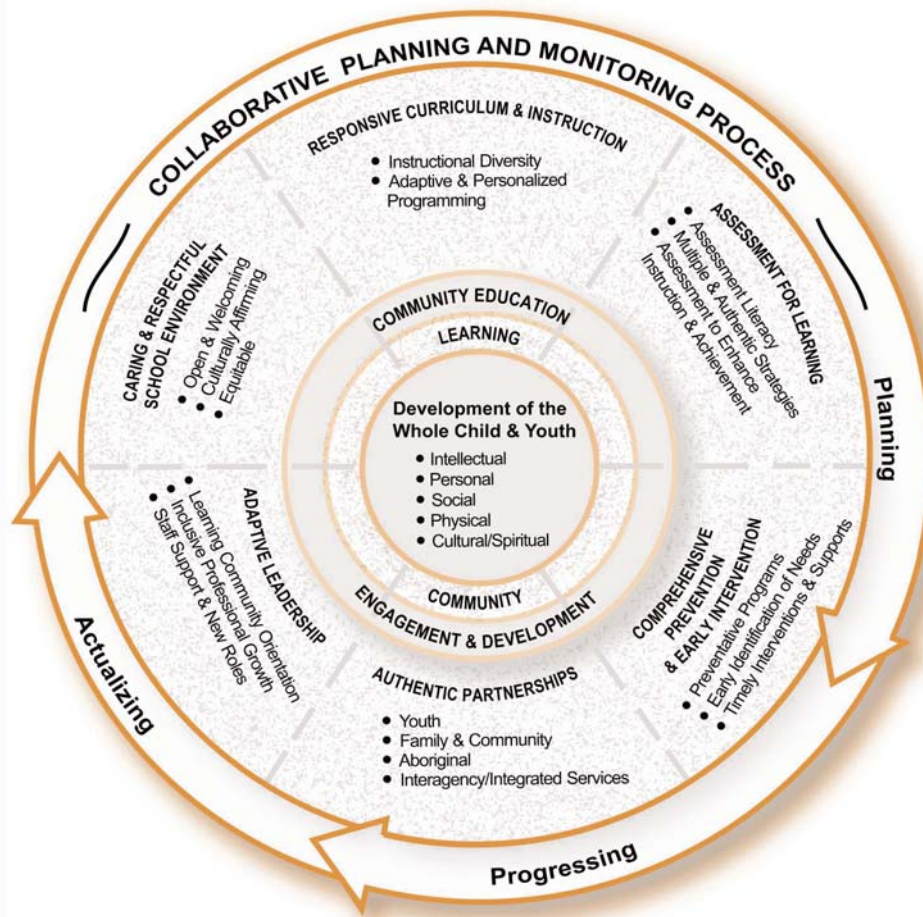 COLLABORATIVE PLANNING AND MONITORING PROCESS
RESPONSIVE CURRICULUM & INSTRUCTION
• Instructional Diversity
• Adaptive & Personalized
Programming
ASSESSMENT FOR LEARNING
• Assessment Literacy
• Multiple & Authentic Strategies
• Assessment to Enhance
Instruction & Achievement
Planning
COMPREHENSIVE
PREVENTION
& EARLY INTERVENTION
• Preventative Programs
• Early Identification of Needs
• Timely Interventions & Supports
Progressing
AUTHENTIC PARTNERSHIPS
• Youth
• Family & Community
• Aboriginal
• Interagency/Integrated Services
ADAPTIVE LEADERSHIP
• Learning Community Orientation
• Inclusive Professional Growth
• Staff Support & New Roles
Actualizing
CARING & RESPECTFUL
SCHOOL ENVIRONMENT
• Open & Welcoming
• Culturally Affirming
• Equitable
COMMUNITY EDUCATION
LEARNING
Development of the
Whole Child & Youth
• Intellectual
• Personal
• Social
• Physical
• Cultural/Spiritual
COMMUNITY
ENGAGEMENT & DEVELOPMENT